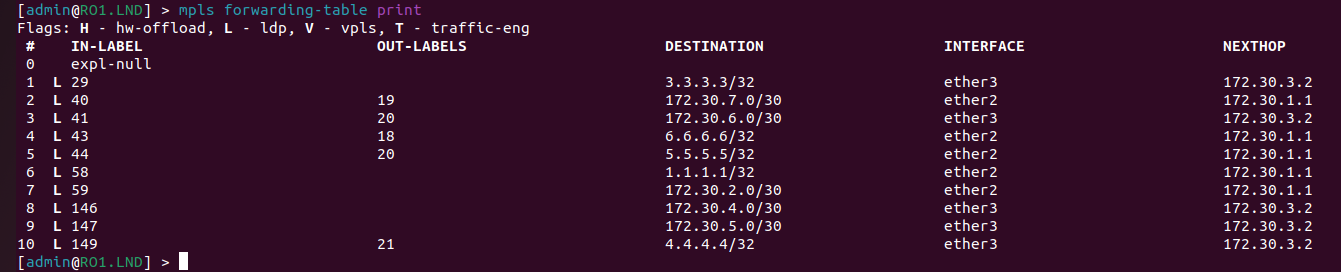 [admin@RO1.LND] > mpls forwarding-table print
Flags: H - hw-offload, L - ldp, V - vpls, T - traffic-eng
#     IN-LABEL     OUT-LABELS     DESTINATION     INTERFACE     NEXTHOP
0     expl-null
1  L  29          3.3.3.3/32     ether3     172.30.3.2
2  L  40     19     172.30.7.0/30     ether2     172.30.1.1
3  L  41     20     172.30.6.0/30     ether3     172.30.3.2
4  L  43     18     6.6.6.6/32     ether2     172.30.1.1
5  L  44     20     5.5.5.5/32     ether2     172.30.1.1
6  L  58          1.1.1.1/32     ether2     172.30.1.1
7  L  59          172.30.2.0/30     ether2     172.30.1.1
8  L  146          172.30.4.0/30     ether3     172.30.3.2
9  L  147          172.30.5.0/30     ether3     172.30.3.2
10  L  149     21     4.4.4.4/32     ether3     172.30.3.2
[admin@RO1.LND] >